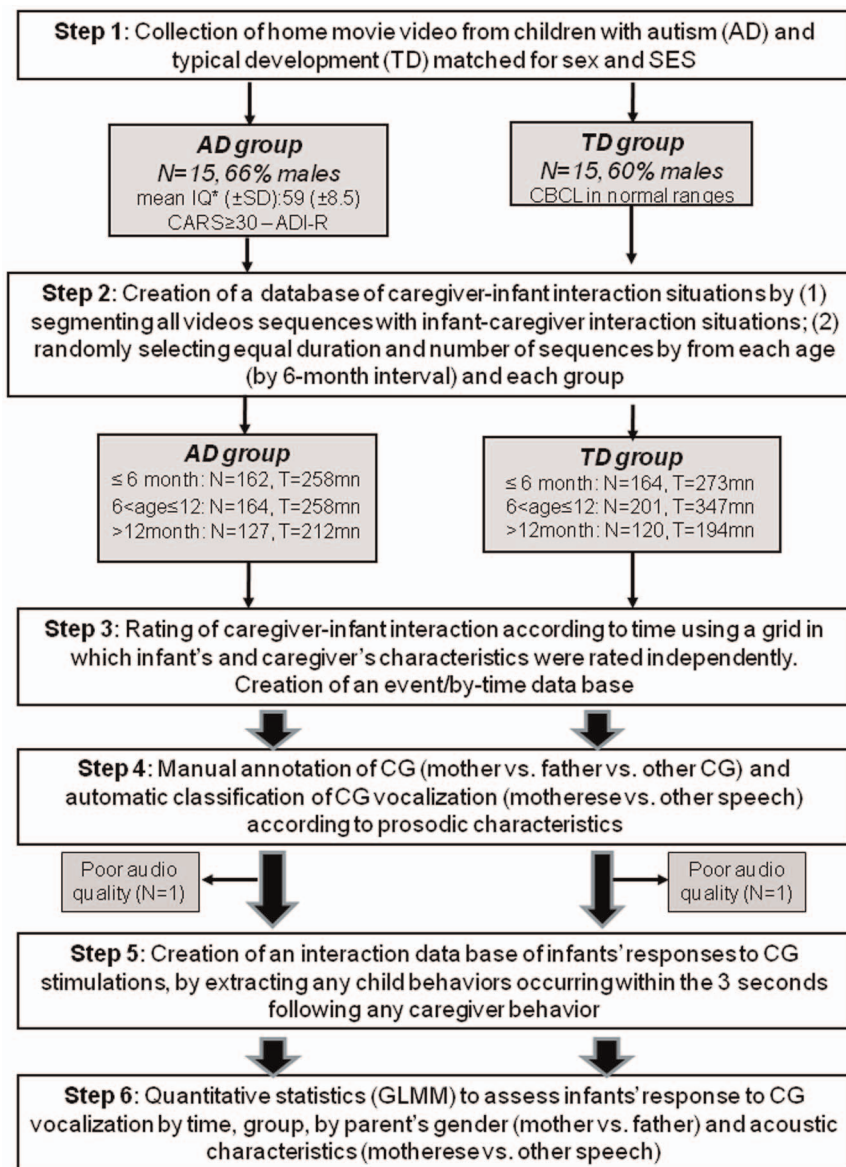 Step 1: Collection of home movie video from children with autism (AD) and
typical development (TD) matched for sex and SES
AD group
N=15, 66% males
mean IQ* (±SD):59 (±8.5)
CARS≥30–ADI-R
TD group
N=15, 60% males
CBCL in normal ranges
Step 2: Creation of a database of caregiver-infant interaction situations by (1)
segmenting all videos sequences with infant-caregiver interaction situations; (2)
randomly selecting equal duration and number of sequences by from each age
(by 6-month interval) and each group
AD group
≤ 6 month: N=162, T=258mn
6<age≤12: N=164, T=258mn
>12month: N=127, T=212mn
TD group
≤ 6 month: N=164, T=273mn
6<age≤12: N=201, T=347mn
>12month: N=120, T=194mn
Step 3: Rating of caregiver-infant interaction according to time using a grid in
which infant's and caregiver's characteristics were rated independently.
Creation of an event/by-time data base
Step 4: Manual annotation of CG (mother vs. father vs. other CG) and
automatic classification of CG vocalization (motherese vs. other speech)
according to prosodic characteristics
Poor audio
quality (N=1)
Poor audio
quality (N=1)
Step 5: Creation of an interaction data base of infants' responses to CG
stimulations, by extracting any child behaviors occurring within the 3 seconds
following any caregiver behavior
Step 6: Quantitative statistics (GLMM) to assess infants' response to CG
vocalization by time, group, by parent's gender (mother vs. father) and acoustic
characteristics (motherese vs. other speech)